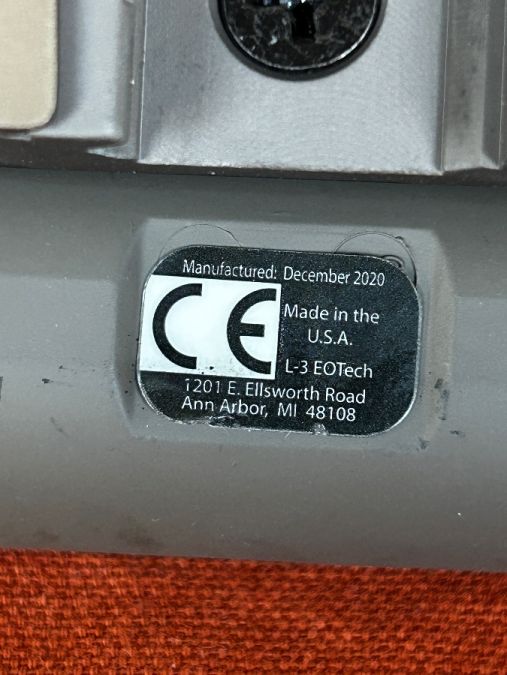 Manufactured: December 2020
CE
Made in the
U.S.A.
L-3 EOTech
1201 E. Ellsworth Road
Ann Arbor, MI 48108